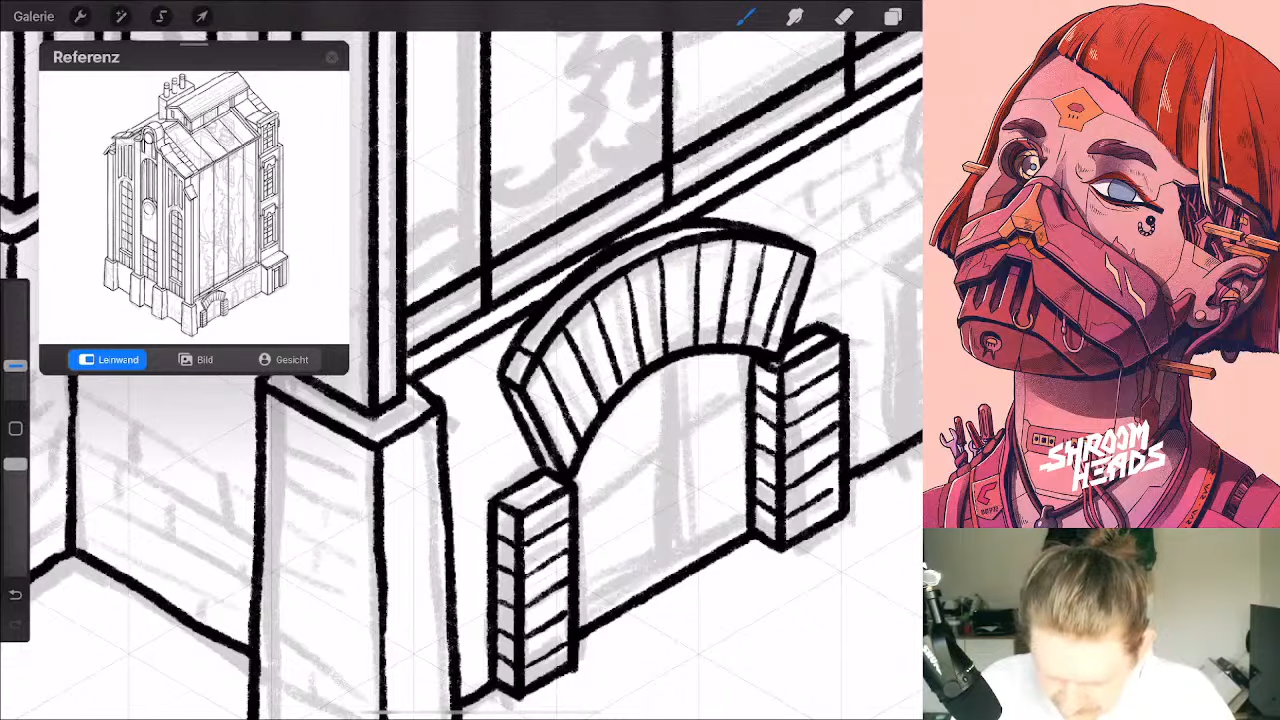 Galerie
Referenz
Leinwand
Bild
Gesicht
SHROOM
HEADS